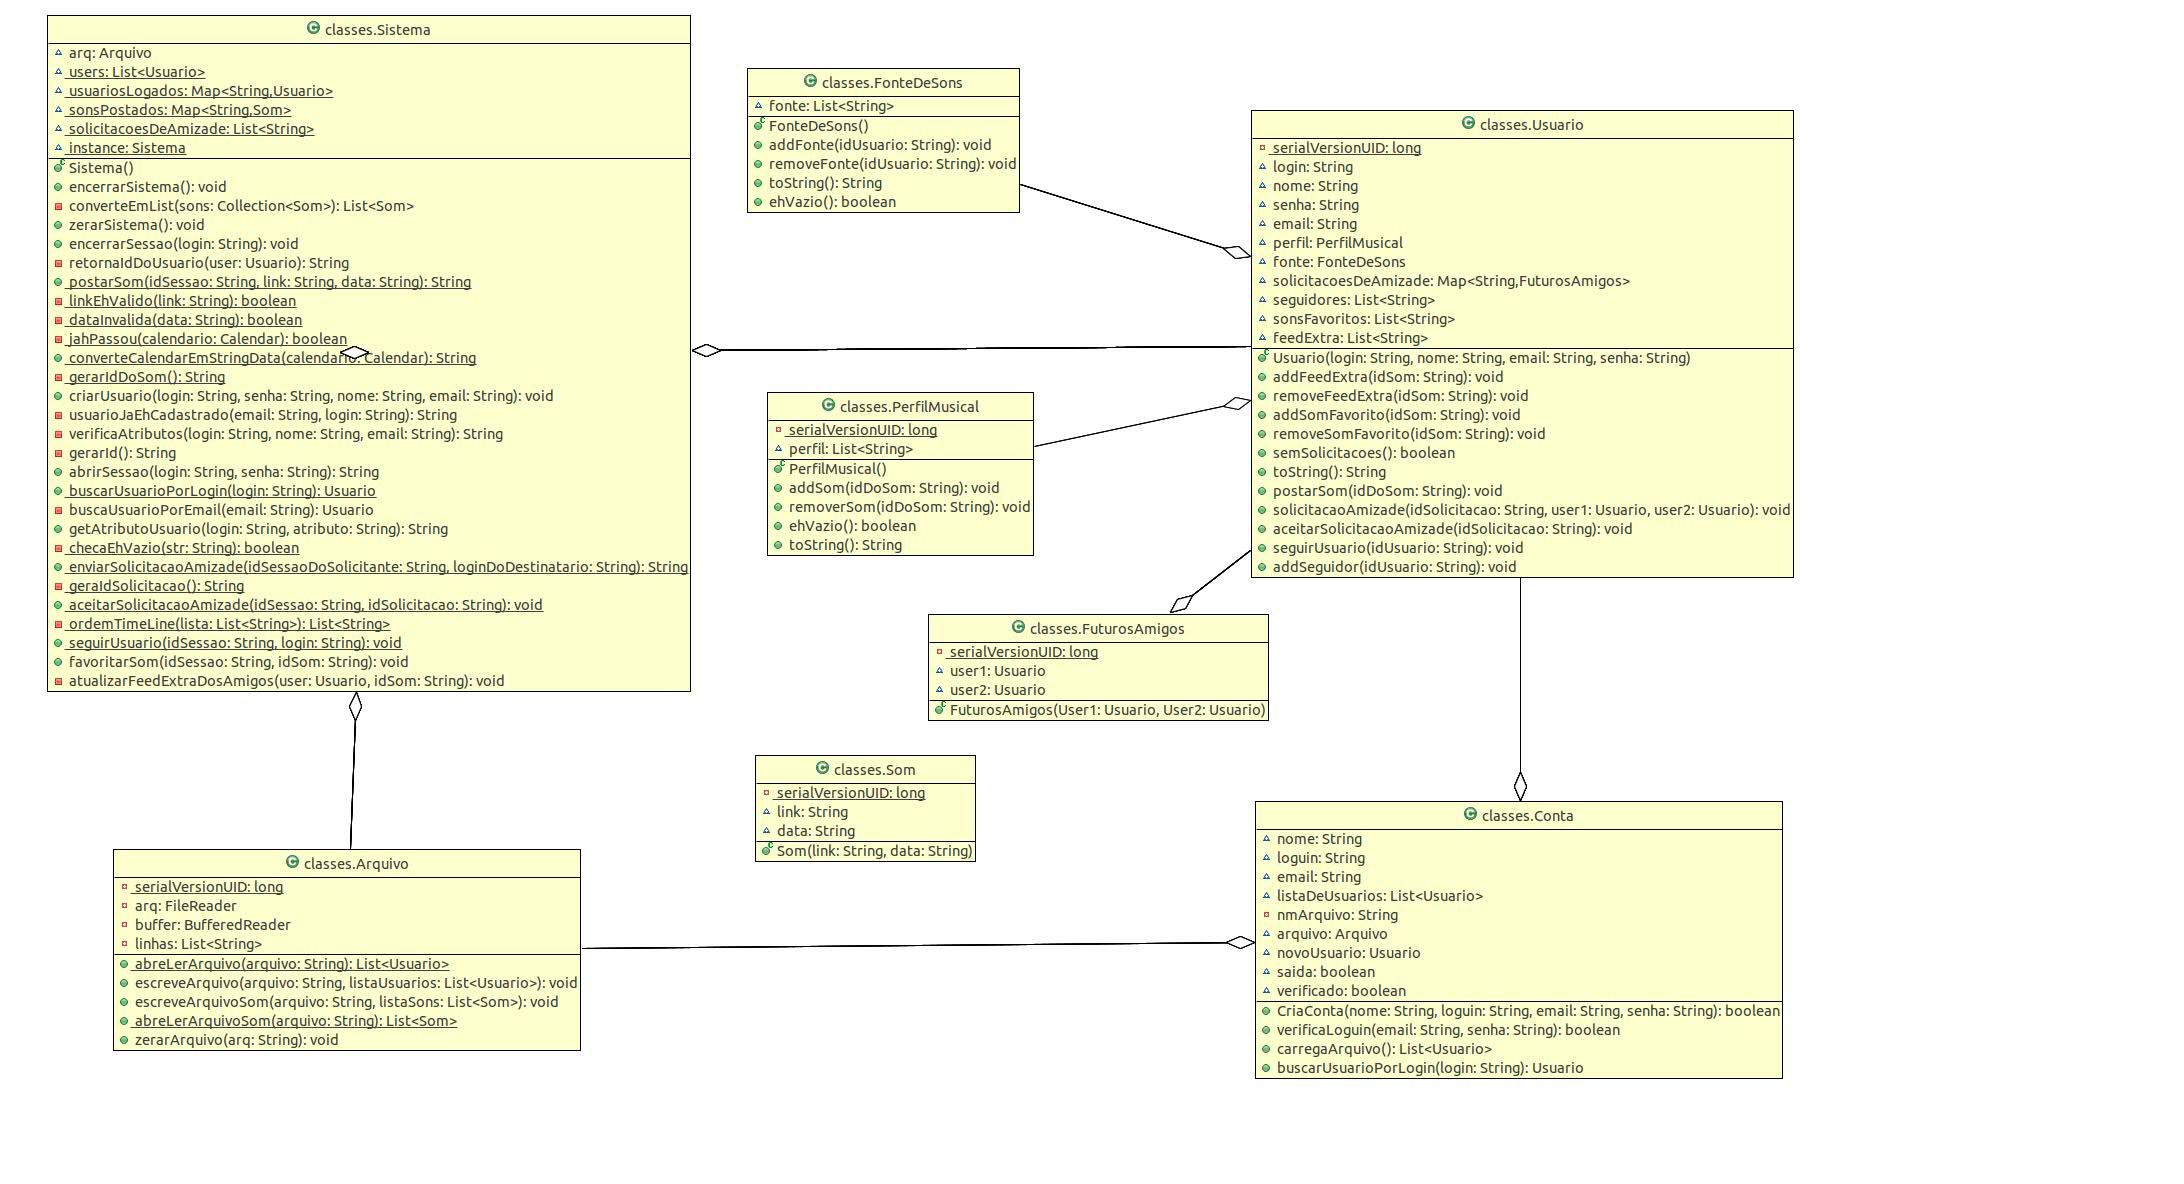 classes.Sistema
arq: Arquivo
users: List<Usuario>
usuariosLogados: Map<String,Usuario>
sonsPostados: Map<String,Som>
solicitacoesDeAmizade: List<String>
instance: Sistema
Sistema()
encerrarSistema(): void
converteEmList(sons: Collection<Som>): List<Som>
zerarSistema(): void
encerrarSessao(login: String): void
retornaIdDoUsuario(user: Usuario): String
postarSom(idSessao: String, link: String, data: String): String
linkEhValido(link: String): boolean
dataInvalida(data: String): boolean
jahPassou(calendario: Calendar): boolean
converteCalendarEmStringData(calendario: Calendar): String
gerarIdDoSom(): String
criarUsuario(login: String, senha: String, nome: String, email: String): void
usuarioJaEhCadastrado(email: String, login: String): String
verificaAtributos(login: String, nome: String, email: String): String
gerarId(): String
abrirSessao(login: String, senha: String): String
buscarUsuarioPorLogin(login: String): Usuario
buscaUsuarioPorEmail(email: String): Usuario
getAtributoUsuario(login: String, atributo: String): String
checaEhVazio(str: String): boolean
enviarSolicitacaoAmizade(idSessaoDoSolicitante: String, loginDoDestinatario: String): String
geraIdSolicitacao(): String
aceitarSolicitacaoAmizade(idSessao: String, idSolicitacao: String): void
ordemTimeLine(lista: List<String>): List<String>
seguirUsuario(idSessao: String, login: String): void
favoritarSom(idSessao: String, idSom: String): void
atualizarFeedExtraDosAmigos(user: Usuario, idSom: String): void
classes.FonteDeSons
fonte: List<String>
FonteDeSons()
addFonte(idUsuario: String): void
removeFonte(idUsuario: String): void
toString(): String
ehVazio(): boolean
classes.Usuario
serialVersionUID: long
login: String
nome: String
senha: String
email: String
perfil: PerfilMusical
fonte: FonteDeSons
solicitacoesDeAmizade: Map<String,FuturosAmigos>
seguidores: List<String>
sonsFavoritos: List<String>
feedExtra: List<String>
Usuario(login: String, nome: String, email: String, senha: String)
addFeedExtra(idSom: String): void
removeFeedExtra(idSom: String): void
addSomFavorito(idSom: String): void
removeSomFavorito(idSom: String): void
semSolicitacoes(): boolean
toString(): String
postarSom(idDoSom: String): void
solicitacaoAmizade(idSolicitacao: String, user1: Usuario, user2: Usuario): void
aceitarSolicitacaoAmizade(idSolicitacao: String): void
seguirUsuario(idUsuario: String): void
addSeguidor(idUsuario: String): void
classes.PerfilMusical
serialVersionUID: long
perfil: List<String>
PerfilMusical()
addSom(idDoSom: String): void
removerSom(idDoSom: String): void
ehVazio(): boolean
toString(): String
classes.FuturosAmigos
serialVersionUID: long
user1: Usuario
user2: Usuario
FuturosAmigos(User1: Usuario, User2: Usuario)
classes.Som
serialVersionUID: long
link: String
data: String
Som(link: String, data: String)
classes.Arquivo
serialVersionUID: long
arq: FileReader
buffer: BufferedReader
linhas: List<String>
abreLerArquivo(arquivo: String): List<Usuario>
escreveArquivo(arquivo: String, listaUsuarios: List<Usuario>): void
escreveArquivoSom(arquivo: String, listaSons: List<Som>): void
abreLerArquivoSom(arquivo: String): List<Som>
zerarArquivo(arq: String): void
classes.Conta
nome: String
loguin: String
email: String
listaDeUsuarios: List<Usuario>
nmArquivo: String
arquivo: Arquivo
novoUsuario: Usuario
saida: boolean
verificado: boolean
CriaConta(nome: String, loguin: String, email: String, senha: String): boolean
verificaLoguin(email: String, senha: String): boolean
carregaArquivo(): List<Usuario>
buscarUsuarioPorLogin(login: String): Usuario